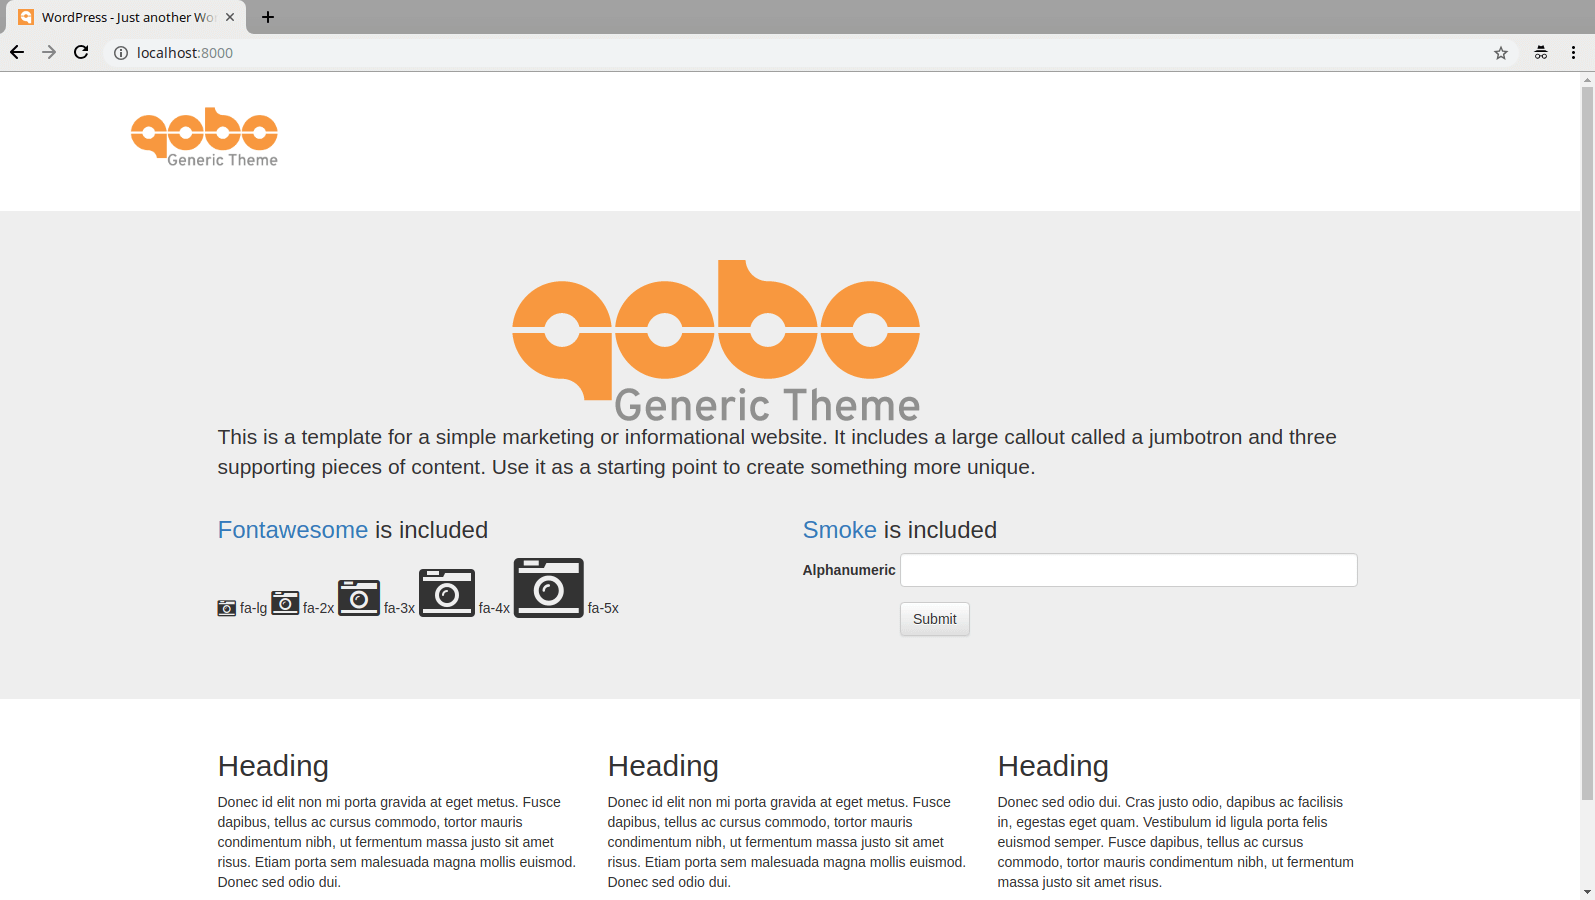 WordPress - Just another Wo
localhost:8000
qobo
Generic Theme
qobo
Generic Theme
This is a template for a simple marketing or informational website. It includes a large callout called a jumbotron and three
supporting pieces of content. Use it as a starting point to create something more unique.
Fontawesome is included
fa-lg fa-2x fa-3x fa-4x fa-5x
Smoke is included
Alphanumeric
Submit
Heading
Donec id elit non mi porta gravida at eget metus. Fusce
dapibus, tellus ac cursus commodo, tortor mauris
condimentum nibh, ut fermentum massa justo sit amet
risus. Etiam porta sem malesuada magna mollis euismod.
Donec sed odio dui.
Heading
Donec id elit non mi porta gravida at eget metus. Fusce
dapibus, tellus ac cursus commodo, tortor mauris
condimentum nibh, ut fermentum massa justo sit amet
risus. Etiam porta sem malesuada magna mollis euismod.
Donec sed odio dui.
Heading
Donec sed odio dui. Cras justo odio, dapibus ac facilisis
in, egestas eget quam. Vestibulum id ligula porta felis
euismod semper. Fusce dapibus, tellus ac cursus
commodo, tortor mauris condimentum nibh, ut fermentum
massa justo sit amet risus.